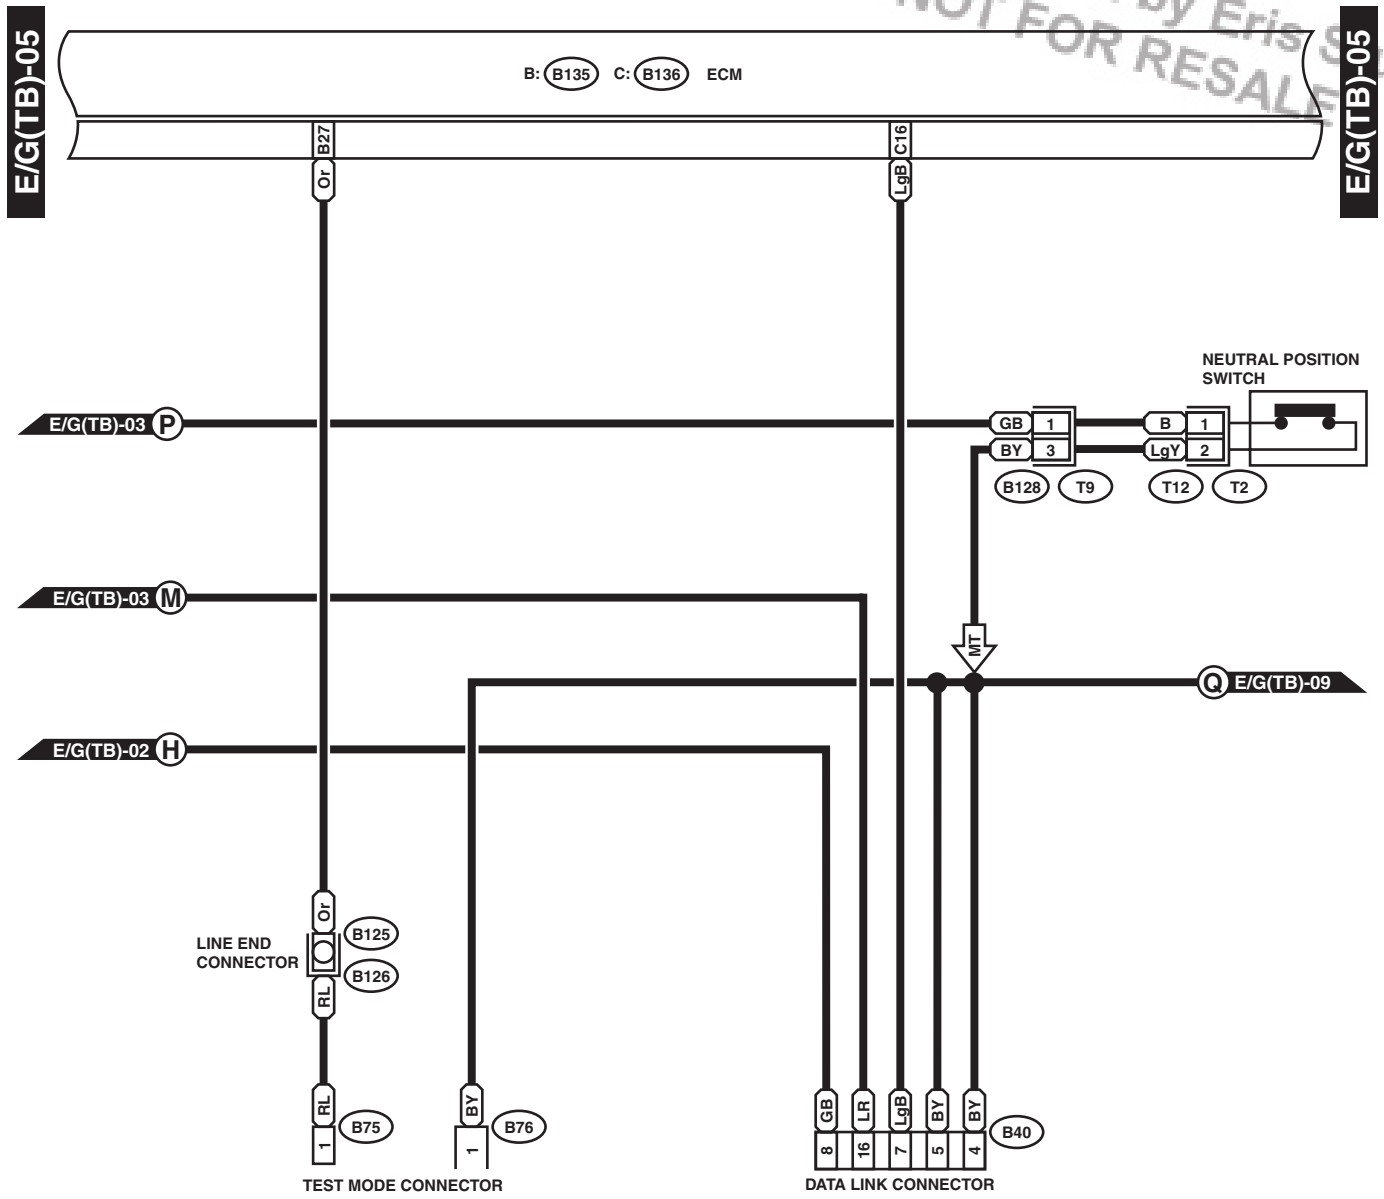 by Eris
NOT FOR RESALE
E/G(TB)-05
E/G(TB)-05
B: B135 C: B136 ECM
B27
C16
Or
LgB
NEUTRAL POSITION
SWITCH
E/G(TB)-03 P
GB 1
B 1
BY 3
LgY 2
B128 T9
T12 T2
E/G(TB)-03 M
MT
Q E/G(TB)-09
E/G(TB)-02 H
Or
B125
LINE END
CONNECTOR
B126
RL
RL
1
B75
BY
1
B76
GB LR LgB BY BY
8 16 7 5 4
B40
TEST MODE CONNECTOR
DATA LINK CONNECTOR